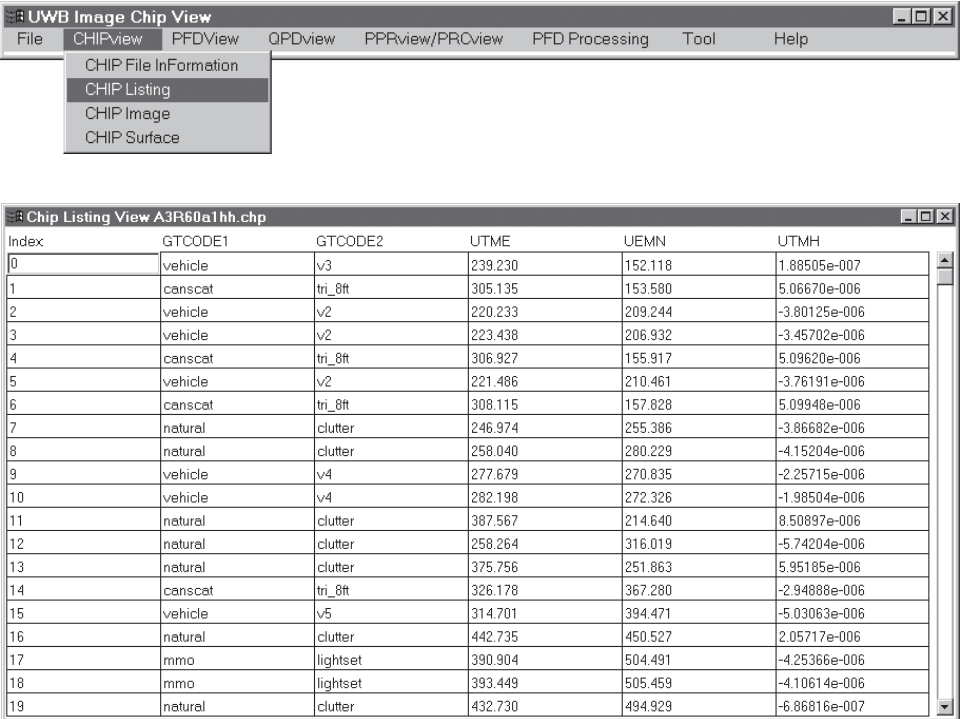 UWB Image Chip View
File CHIPview PFDView QPDview PPRview/PRCview PFD Processing Tool Help
CHIP File InFormation
CHIP Listing
CHIP Image
CHIP Surface
Chip Listing View A3R60a1hh.chp
Index GTCODE1 GTCODE2 UTME UEMN UTMH
0 vehicle v3 239.230 152.118 1.88505e-007
1 canscat tri_8ft 305.135 153.580 5.06670e-006
2 vehicle v2 220.233 209.244 -3.80125e-006
3 vehicle v2 223.438 206.932 -3.45702e-006
4 canscat tri_8ft 306.927 155.917 5.09620e-006
5 vehicle v2 221.486 210.461 -3.76191e-006
6 canscat tri_8ft 308.115 157.828 5.09948e-006
7 natural clutter 246.974 255.386 -3.86682e-006
8 natural clutter 258.040 280.229 -4.15204e-006
9 vehicle v4 277.679 270.835 -2.25715e-006
10 vehicle v4 282.198 272.326 -1.98504e-006
11 natural clutter 387.567 214.640 8.50897e-006
12 natural clutter 258.264 316.019 -5.74204e-006
13 natural clutter 375.756 251.863 5.95185e-006
14 canscat tri_8ft 326.178 367.280 -2.94888e-006
15 vehicle v5 314.701 394.471 -5.03063e-006
16 natural clutter 442.735 450.527 2.05717e-006
17 mmo lightset 390.904 504.491 -4.25366e-006
18 mmo lightset 393.449 505.459 -4.10614e-006
19 natural clutter 432.730 494.929 -6.86816e-007